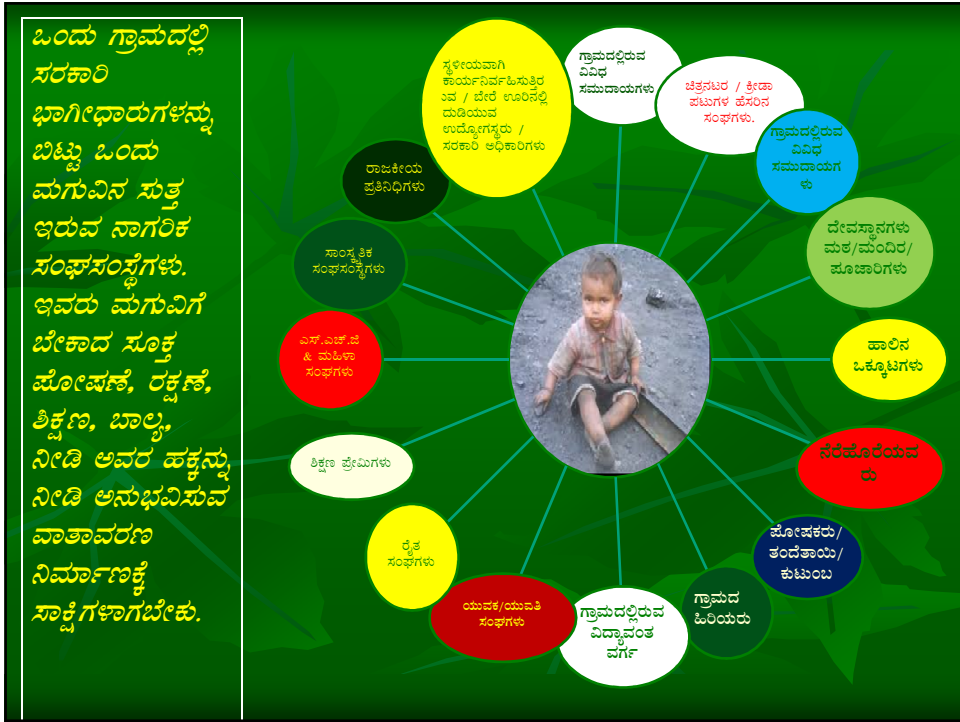 ಒಂದು ಗ್ರಾಮದಲ್ಲಿ
ಸರಕಾರಿ
ಭಾಗೀಧಾರುಗಳನ್ನು
ಬಿಟ್ಟು ಒಂದು
ಮಗುವಿನ ಸುತ್ತ
ಇರುವ ನಾಗರಿಕ
ಸಂಘಸಂಸ್ಥೆಗಳು.
ಇವರು ಮಗುವಿಗೆ
ಬೇಕಾದ ಸೂಕ್ತ
ಪೋಷಣೆ, ರಕ್ಷಣೆ,
ಶಿಕ್ಷಣ, ಬಾಲ್ಯ,
ನೀಡಿ ಅವರ ಹಕ್ಕನ್ನು
ನೀಡಿ ಅನುಭವಿಸುವ
ವಾತಾವರಣ
ನಿರ್ಮಾಣಕ್ಕೆ
ಸಾಕ್ಷಿಗಳಾಗಬೇಕು.
ಗ್ರಾಮದಲ್ಲಿರುವ
ವಿವಿಧ
ಸಮುದಾಯಗಳು
ಚಿತ್ರನಟರ / ಕ್ರೀಡಾ
ಪಟುಗಳ ಹೆಸರಿನ
ಸಂಘಗಳು.
ಗ್ರಾಮದಲ್ಲಿರುವ
ವಿವಿಧ
ಸಮುದಾಯಗ
ಳು
ದೇವಸ್ಥಾನಗಳು
ಮಠ/ಮಂದಿರ/
ಪೂಜಾರಿಗಳು
ಹಾಲಿನ
ಒಕ್ಕೂಟಗಳು
ನೆರೆಹೊರೆಯವ
ರು
ಪೋಷಕರು/
ತಂದೆತಾಯಿ/
ಕುಟುಂಬ
ಗ್ರಾಮದ
ಹಿರಿಯರು
ಗ್ರಾಮದಲ್ಲಿರುವ
ವಿದ್ಯಾವಂತ
ವರ್ಗ
ಯುವಕ/ಯುವತಿ
ಸಂಘಗಳು
ರೈತ
ಸಂಘಗಳು
ಶಿಕ್ಷಣ ಪ್ರೇಮಿಗಳು
ಎಸ್.ಎಚ್.ಜಿ
& ಮಹಿಳಾ
ಸಂಘಗಳು
ಸಾಂಸ್ಕೃತಿಕ
ಸಂಘಸಂಸ್ಥೆಗಳು
ರಾಜಕೀಯ
ಪ್ರತಿನಿಧಿಗಳು
ಸ್ಥಳೀಯವಾಗಿ
ಕಾರ್ಯನಿರ್ವಹಿಸುತ್ತಿರ
ುವ / ಬೇರೆ ಊರಿನಲ್ಲಿ
ದುಡಿಯುವ
ಉದ್ಯೋಗಸ್ಥರು /
ಸರಕಾರಿ ಅಧಿಕಾರಿಗಳು